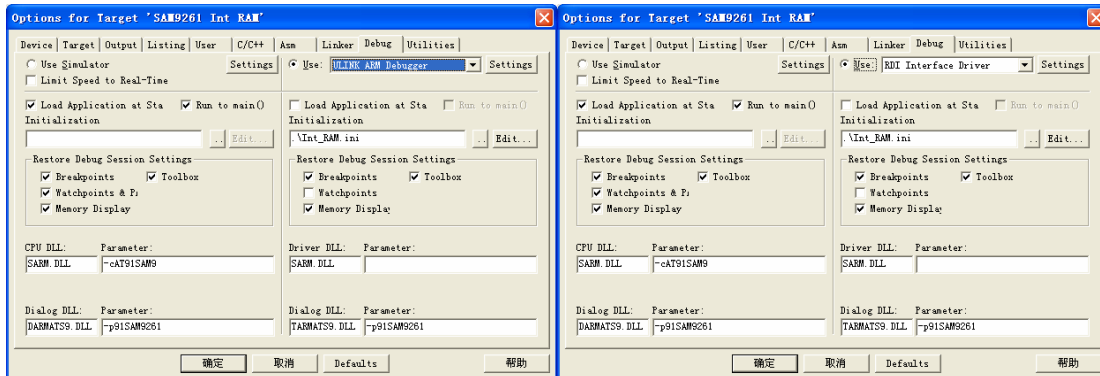 Options for Target 'SAM9261 Int RAM'
Device Target Output Listing User C/C++ Asm Linker Debug Utilities
Use Simulator Settings Use: ULINK ARM Debugger Settings
Limit Speed to Real-Time
Load Application at Sta Run to main() Load Application at Sta Run to main()
Initialization Initialization
.. Edit... .\Int_RAM.ini .. Edit...
Restore Debug Session Settings Restore Debug Session Settings
Breakpoints Toolbox Breakpoints Toolbox
Watchpoints & Pa Watchpoints
Memory Display Memory Display
CPU DLL: Parameter: Driver DLL: Parameter:
SARM.DLL -cAT91SAM9 SARM.DLL
Dialog DLL: Parameter: Dialog DLL: Parameter:
DARMATS9.DLL -p91SAM9261 TARMATS9.DLL -p91SAM9261
确定 取消 Defaults 帮助
Options for Target 'SAM9261 Int RAM'
Device Target Output Listing User C/C++ Asm Linker Debug Utilities
Use Simulator Settings Use: RDI Interface Driver Settings
Limit Speed to Real-Time
Load Application at Sta Run to main() Load Application at Sta Run to main()
Initialization Initialization
.. Edit... .\Int_RAM.ini .. Edit...
Restore Debug Session Settings Restore Debug Session Settings
Breakpoints Toolbox Breakpoints Toolbox
Watchpoints & Pa Watchpoints
Memory Display Memory Display
CPU DLL: Parameter: Driver DLL: Parameter:
SARM.DLL -cAT91SAM9 SARM.DLL
Dialog DLL: Parameter: Dialog DLL: Parameter:
DARMATS9.DLL -p91SAM9261 TARMATS9.DLL -p91SAM9261
确定 取消 Defaults 帮助